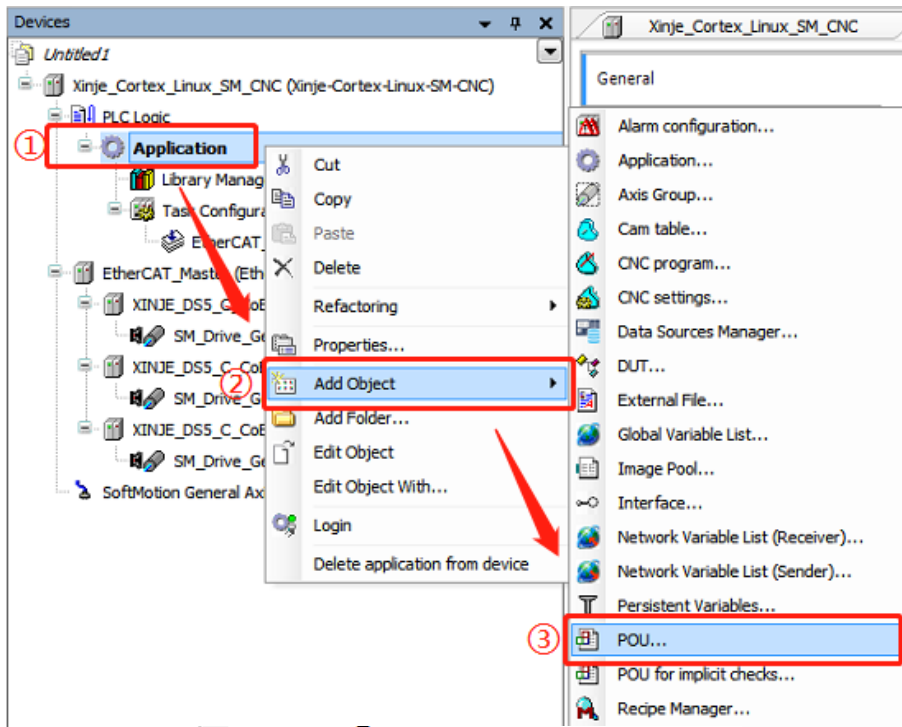 Devices
Untitled1
Xinje_Cortex_Linux_SM_CNC (Xinje-Cortex-Linux-SM-CNC)
PLC Logic
① Application
Library Manag
Task Configura
EtherCAT_
EtherCAT_Master (Eth
XINJE_DS5_C_CoE
SM_Drive_Ge
XINJE_DS5_C_CoE
SM_Drive_G
XINJE_DS5_C_CoE
SM_Drive_Ge
SoftMotion General Ax
Cut
Copy
Paste
Delete
Refactoring
Properties...
② Add Object
Add Folder...
Edit Object
Edit Object With...
Login
Delete application from device
Xinje_Cortex_Linux_SM_CNC
General
Alarm configuration...
Application...
Axis Group...
Cam table...
CNC program...
CNC settings...
Data Sources Manager...
DUT...
External File...
Global Variable List...
Image Pool...
Interface...
Network Variable List (Receiver)...
Network Variable List (Sender)...
Persistent Variables...
③ POU...
POU for implicit checks...
Recipe Manager...